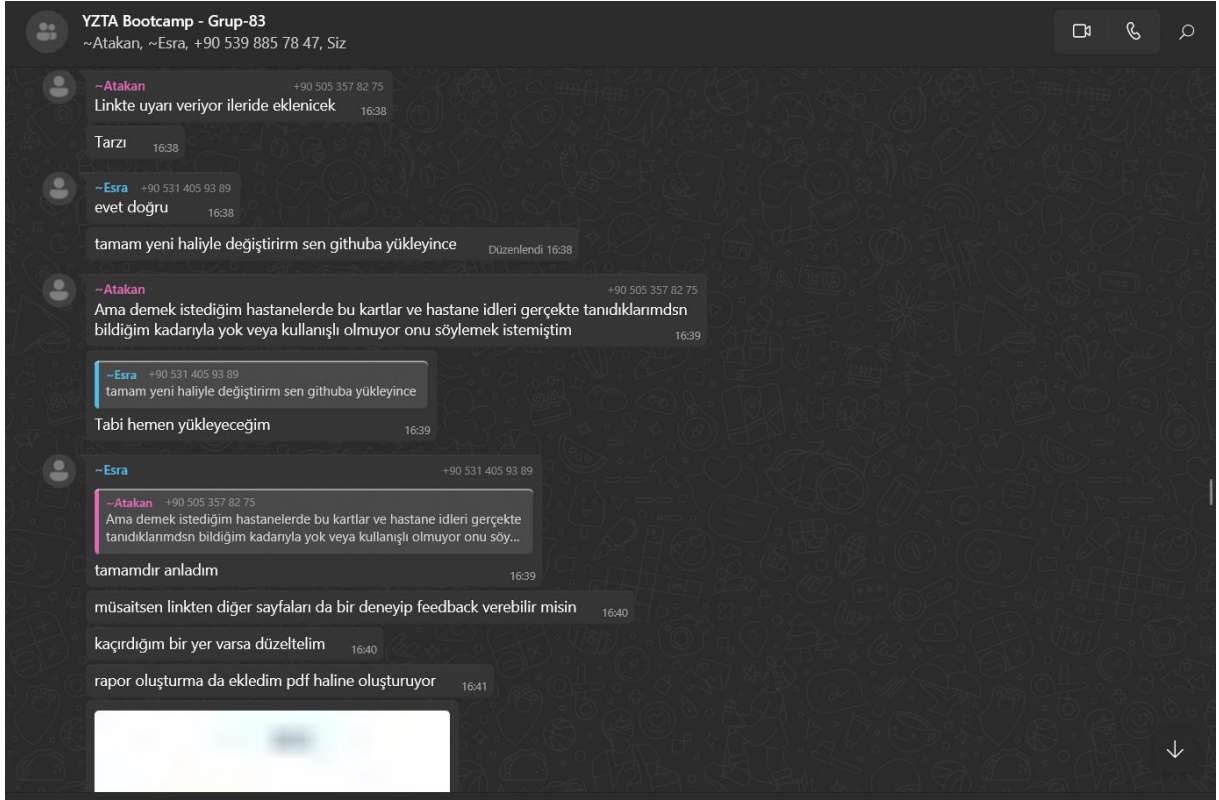 YZTA Bootcamp - Grup-83
~Atakan, ~Esra, +90 539 885 78 47, Siz
~Atakan +90 505 357 82 75
Linkte uyarı veriyor ileride eklenicek 16:38
Tarzı 16:38
~Esra +90 531 405 93 89
evet doğru 16:38
tamam yeni haliyle değiştirirm sen githuba yükleyince Düzenlendi 16:38
~Atakan +90 505 357 82 75
Ama demek istediğim hastanelerde bu kartlar ve hastane idleri gerçekte tanıdıklarımdsn
bildiğim kadarıyla yok veya kullanışlı olmuyor onu söylemek istemiştim 16:39
~Esra +90 531 405 93 89
tamam yeni haliyle değiştirirm sen githuba yükleyince
Tabi hemen yükleyeceğim 16:39
~Esra +90 531 405 93 89
~Atakan +90 505 357 82 75
Ama demek istediğim hastanelerde bu kartlar ve hastane idleri gerçekte
tanıdıklarımdsn bildiğim kadarıyla yok veya kullanışlı olmuyor onu söy...
tamamdır anladım 16:39
müsaitsen linkten diğer sayfaları da bir deneyip feedback verebilir misin 16:40
kaçırdığım bir yer varsa düzeltelim 16:40
rapor oluşturma da ekledim pdf haline oluşturuyor 16:41